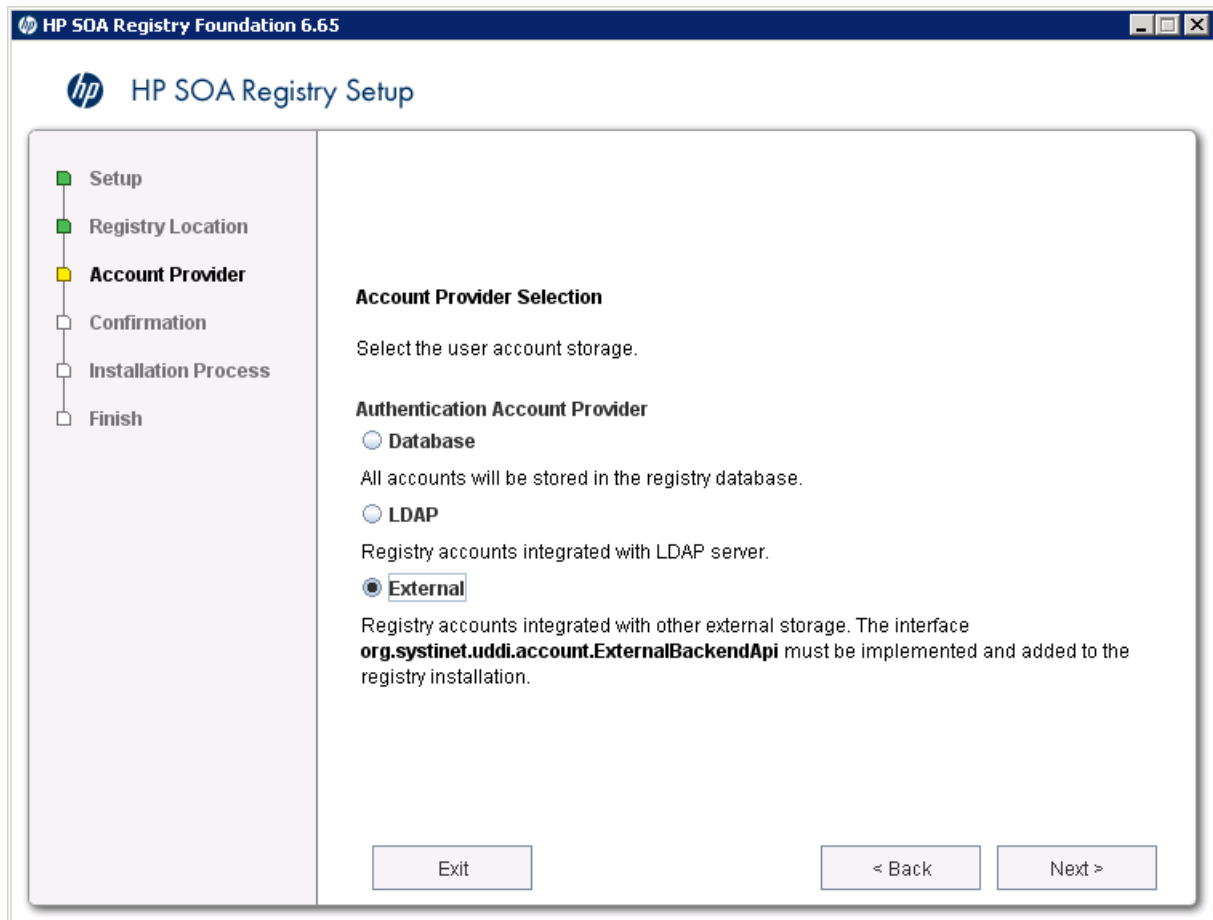 HP SOA Registry Foundation 6.65
hp HP SOA Registry Setup
Setup
Registry Location
Account Provider
Confirmation
Installation Process
Finish
Account Provider Selection
Select the user account storage.
Authentication Account Provider
Database
All accounts will be stored in the registry database.
LDAP
Registry accounts integrated with LDAP server.
External
Registry accounts integrated with other external storage. The interface
org.systinet.uddi.account.ExternalBackendApi must be implemented and added to the
registry installation.
Exit
< Back
Next >